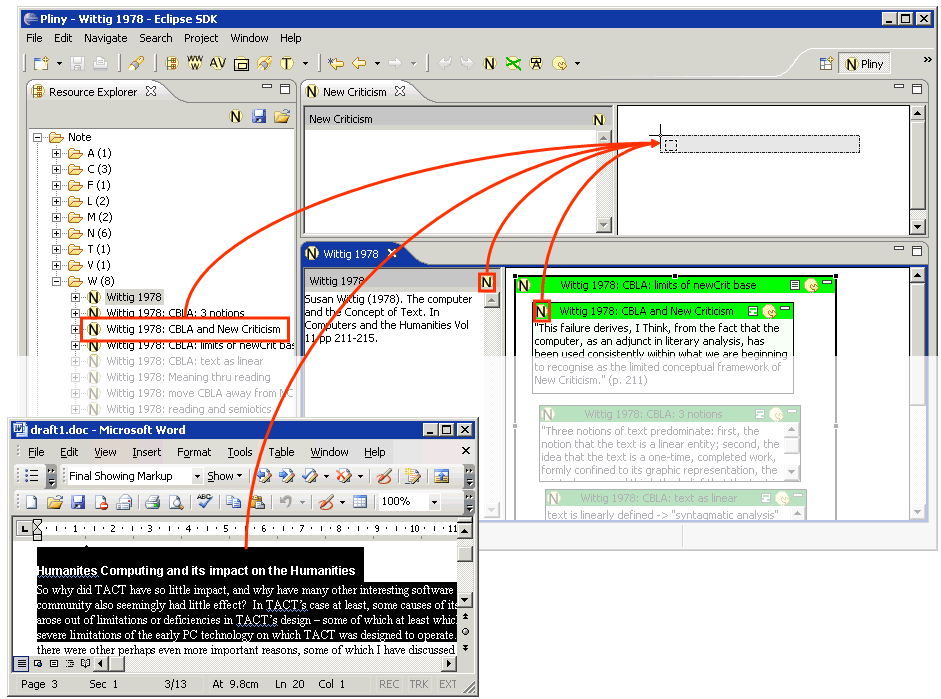 Pliny - Wittig 1978 - Eclipse SDK
File Edit Navigate Search Project Window Help
N Pliny
Resource Explorer
Note
A (1)
C (3)
F (1)
L (2)
M (2)
N (6)
T (1)
V (1)
W (8)
N Wittig 1978
N Wittig 1978: CBLA: 3 notions
N Wittig 1978: CBLA and New Criticism
N Wittig 1978: CBLA: limits of newCrit bas
N Wittig 1978: CBLA: text as linear
N Wittig 1978: Meaning thru reading
N Wittig 1978: move CBLA away from NC
N Wittig 1978: reading and semiotics
N New Criticism
New Criticism N
N Wittig 1978
Wittig 1978 N
Susan Wittig (1978). The computer
and the Concept of Text. In
Computers and the Humanities Vol
11 pp 211-215.
N Wittig 1978: CBLA: limits of newCrit base
N Wittig 1978: CBLA and New Criticism
"This failure derives, I Think, from the fact that the
computer, as an adjunct in literary analysis, has
been used consistently within what we are beginning
to recognise as the limited conceptual framework of
New Criticism." (p. 211)
N Wittig 1978: CBLA: 3 notions
"Three notions of text predominate: first, the
notion that the text is a linear entity; second, the
idea that the text is a one-time, completed work,
formly confined to its graphic representation, the
N Wittig 1978: CBLA: text as linear
text is linearly defined -> "syntagmatic analysis"
draft1.doc - Microsoft Word
File Edit View Insert Format Tools Table Window Help
Final Showing Markup Show
100%
1 2 3 4 5 6 7 8 9 10 11
Humanites Computing and its impact on the Humanities
So why did TACT have so little impact, and why have many other interesting software
community also seemingly had little effect? In TACT's case at least, some causes of its
arose out of limitations or deficiencies in TACT's design – some of which at least which
severe limitations of the early PC technology on which TACT was designed to operate.
there were other perhaps even more important reasons, some of which I have discussed
Page 3 Sec 1 3/13 At 9.8cm Ln 20 Col 1 REC TRK EXT